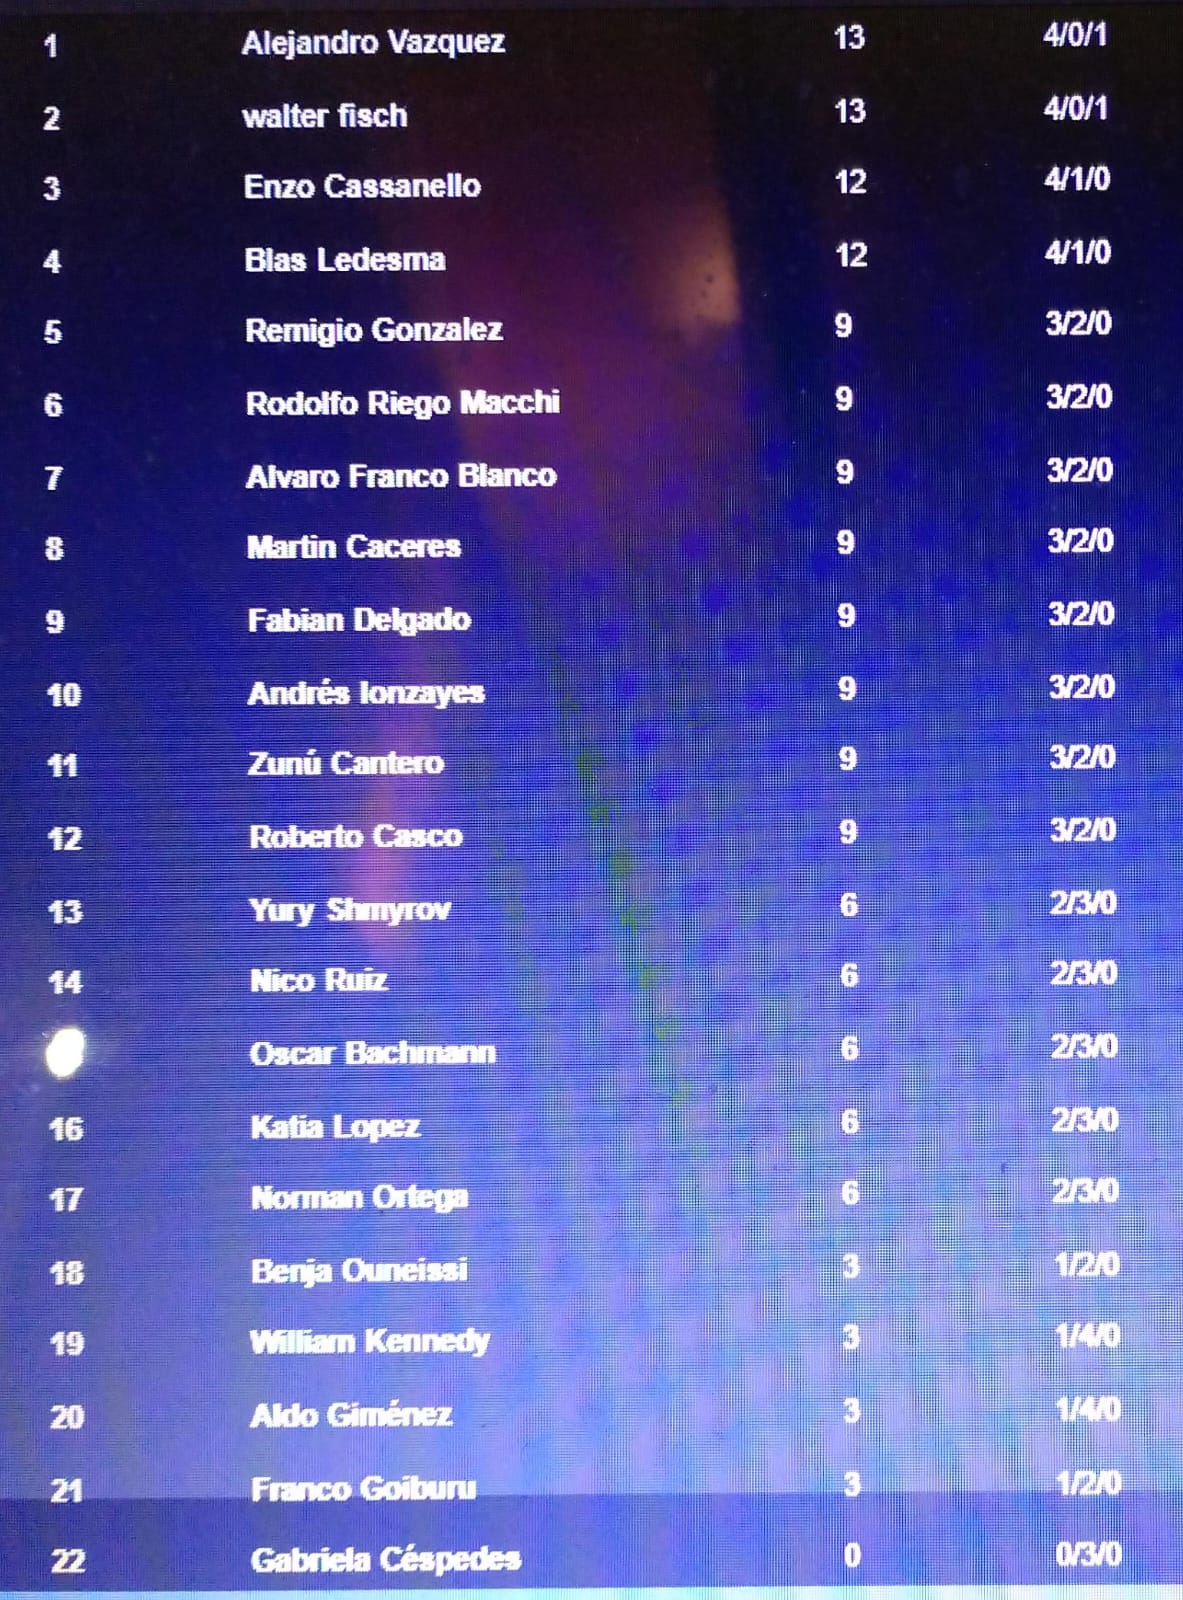 1 Alejandro Vazquez 13 4/0/1
2 walter fisch 13 4/0/1
3 Enzo Cassanello 12 4/1/0
4 Blas Ledesma 12 4/1/0
5 Remigio Gonzalez 9 3/2/0
6 Rodolfo Riego Macchi 9 3/2/0
7 Alvaro Franco Blanco 9 3/2/0
8 Martin Caceres 9 3/2/0
9 Fabian Delgado 9 3/2/0
10 Andrés Ionzayes 9 3/2/0
11 Zunú Cantero 9 3/2/0
12 Roberto Casco 9 3/2/0
13 Yury Shmyrov 6 2/3/0
14 Nico Ruiz 6 2/3/0
Oscar Bachmann 6 2/3/0
16 Katia Lopez 6 2/3/0
17 Norman Ortega 6 2/3/0
18 Benja Ouneissi 3 1/2/0
19 William Kennedy 3 1/4/0
20 Aldo Giménez 3 1/4/0
21 Franco Goiburu 3 1/2/0
22 Gabriela Céspedes 0 0/3/0